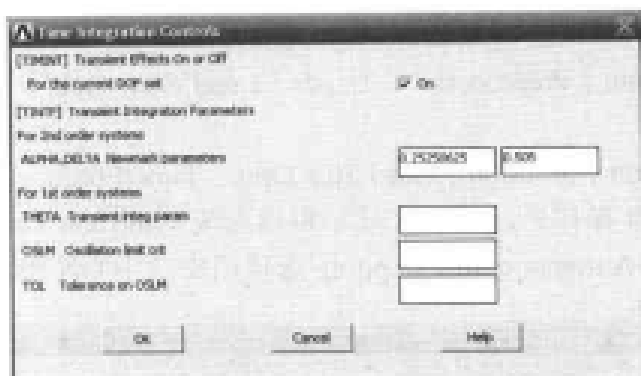 Time Integration Controls
[TIMINT] Transient Effects On or Off
For the current DOF set
On
[TINTP] Transient Integration Parameters
For 2nd order systems
ALPHA,DELTA Newmark parameters
0.25250625
0.505
For 1st order systems
THETA Transient integ param
OSLM Oscillation limit crit
TOL Tolerance on OSLM
OK
Cancel
Help